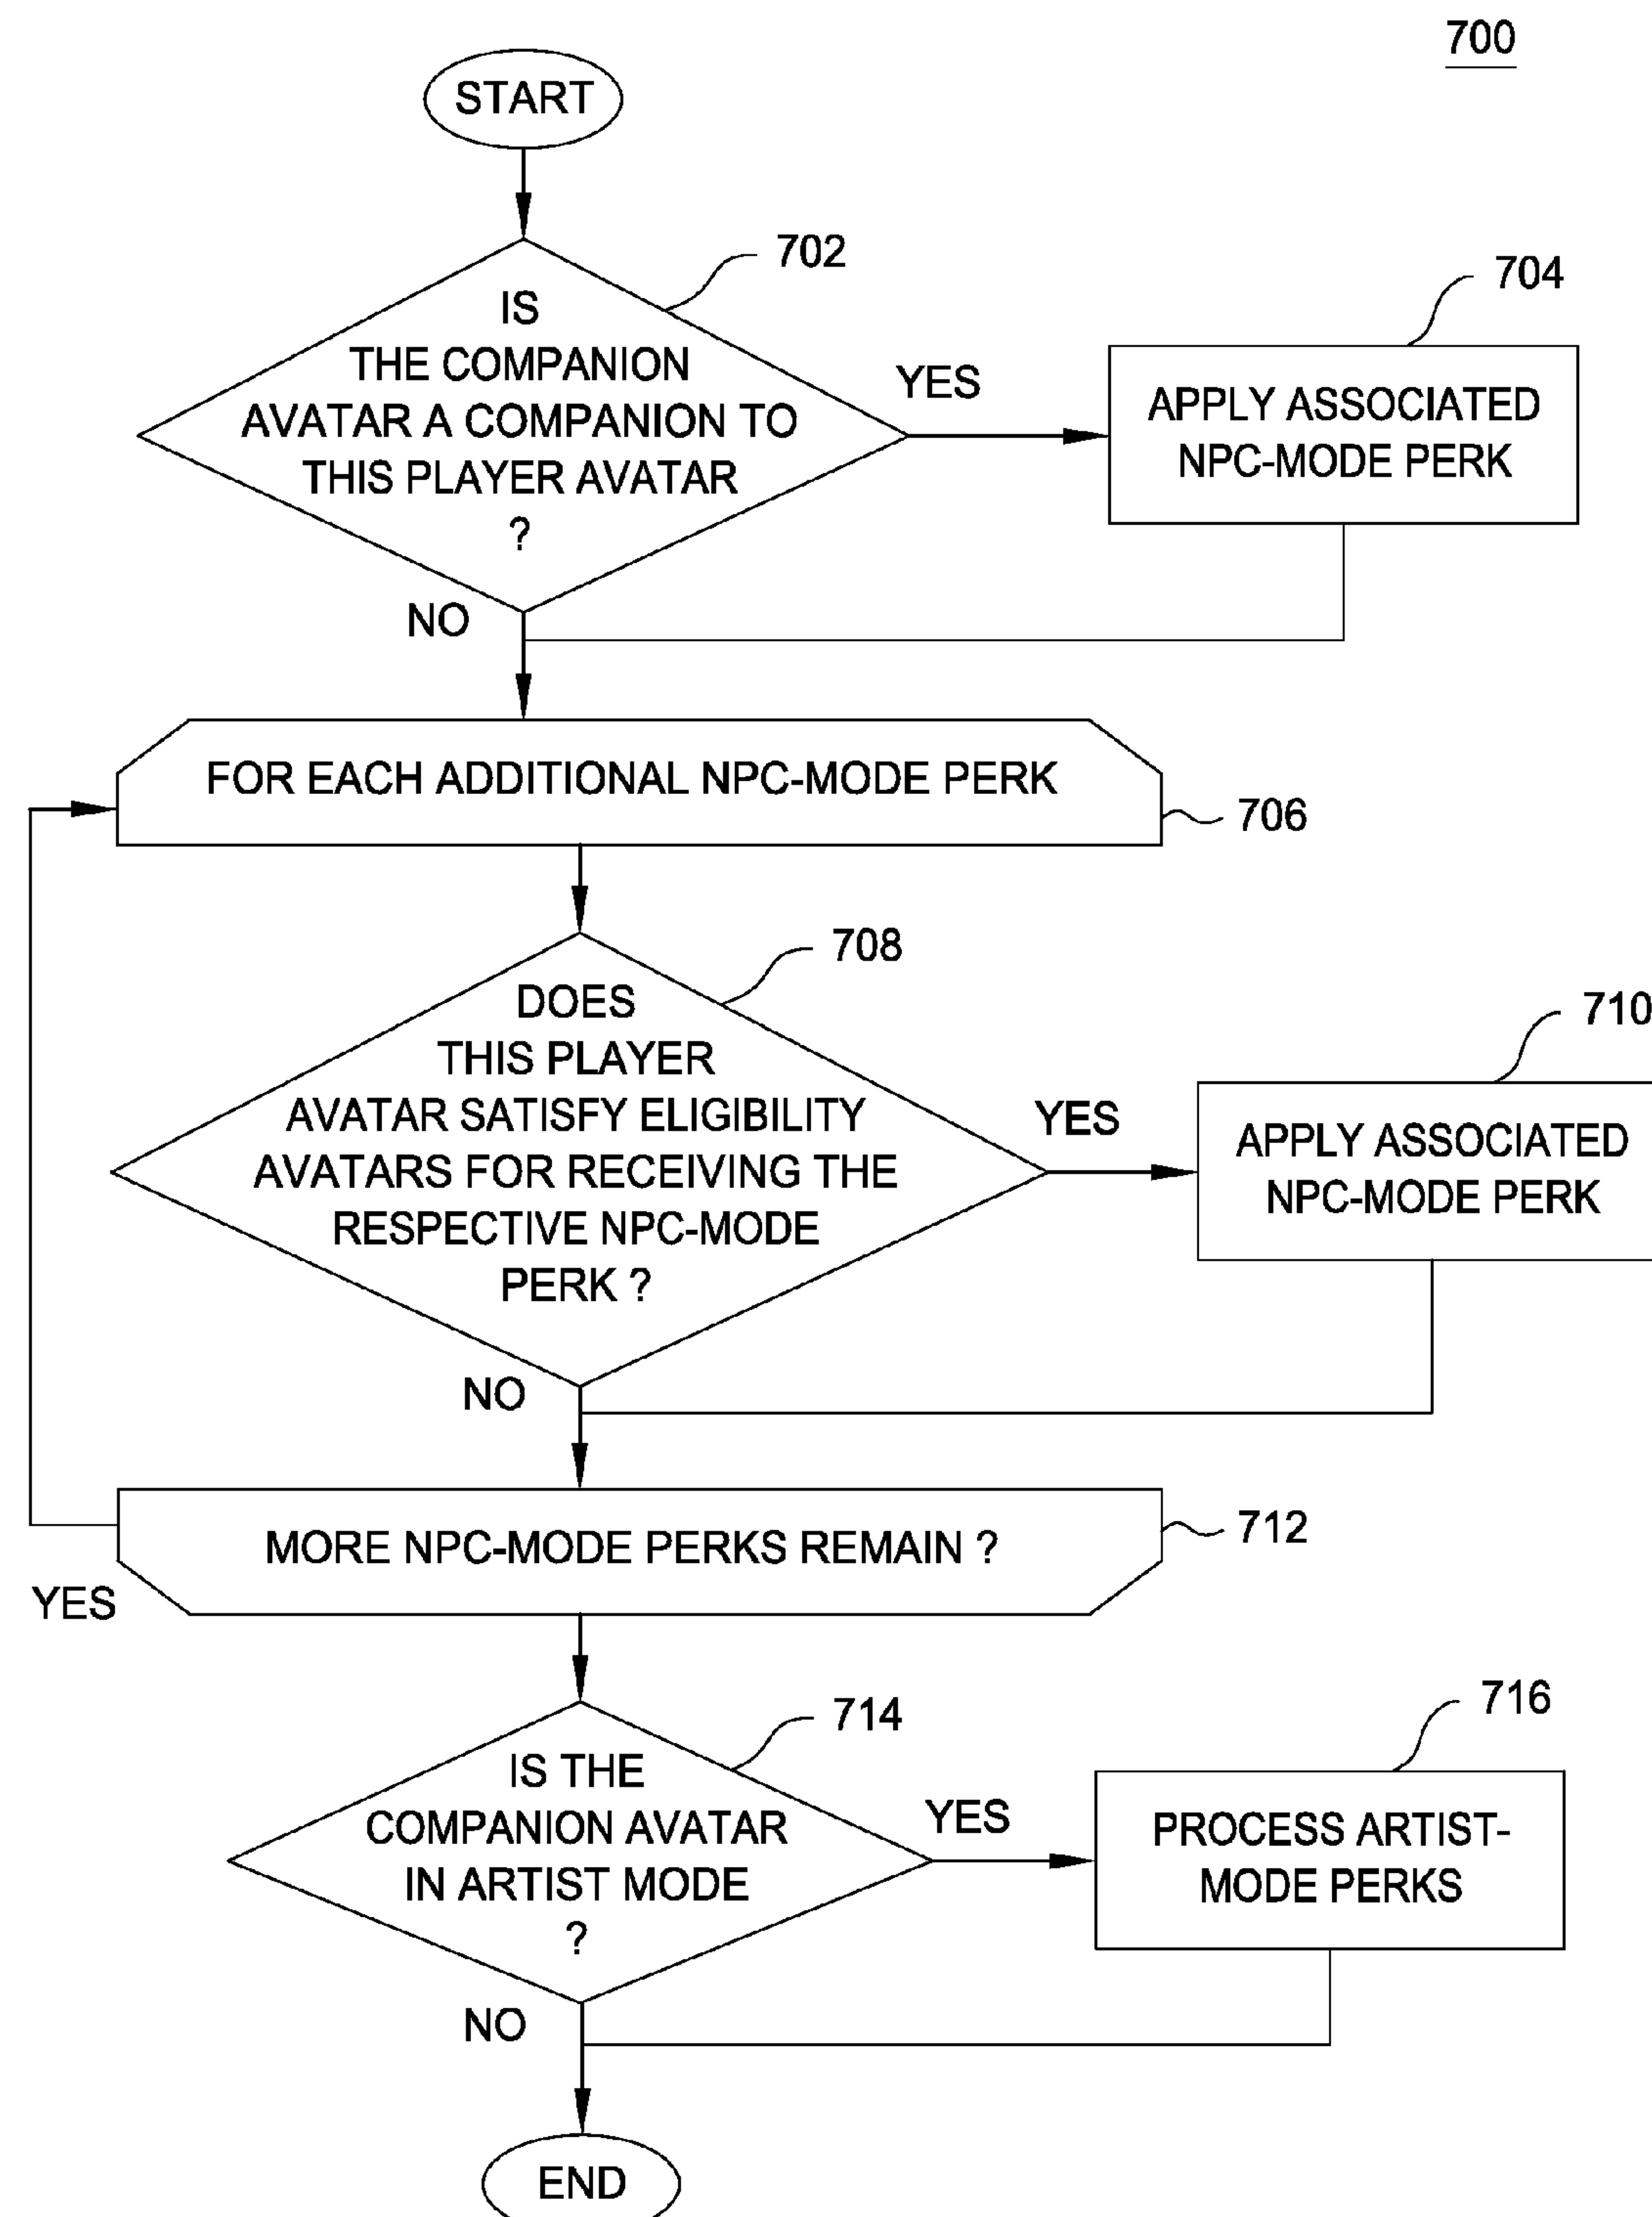 700
START
702
IS
THE COMPANION
AVATAR A COMPANION TO
THIS PLAYER AVATAR
?
YES
704
APPLY ASSOCIATED
NPC-MODE PERK
NO
FOR EACH ADDITIONAL NPC-MODE PERK
706
708
DOES
THIS PLAYER
AVATAR SATISFY ELIGIBILITY
AVATARS FOR RECEIVING THE
RESPECTIVE NPC-MODE
PERK ?
YES
710
APPLY ASSOCIATED
NPC-MODE PERK
NO
MORE NPC-MODE PERKS REMAIN ?
712
YES
714
IS THE
COMPANION AVATAR
IN ARTIST MODE
?
YES
716
PROCESS ARTIST-
MODE PERKS
NO
END